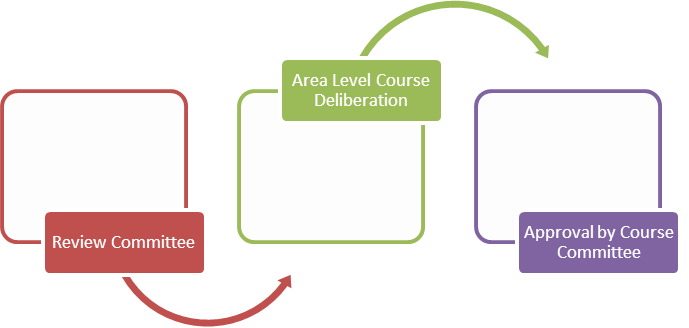 Review Committee
Area Level Course
Deliberation
Approval by Course
Committee